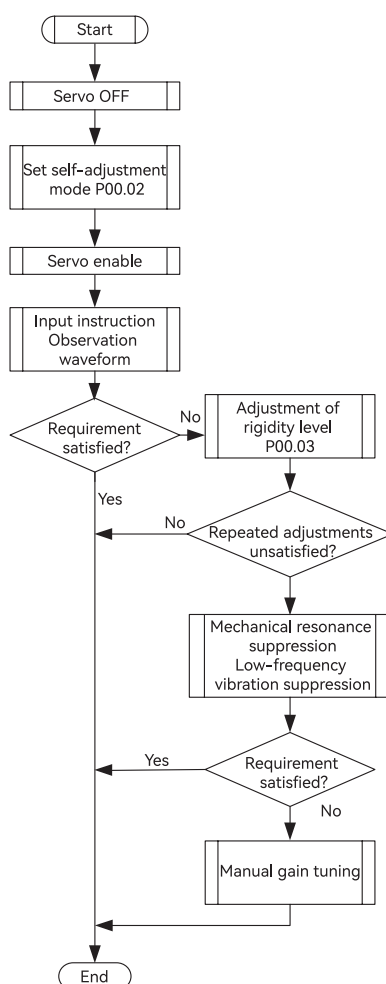 Start
Servo OFF
Set self-adjustment
mode P00.02
Servo enable
Input instruction
Observation
waveform
Requirement
satisfied?
No
Adjustment of
rigidity level
P00.03
Yes
No
Repeated adjustments
unsatisfied?
Mechanical resonance
suppression
Low-frequency
vibration suppression
Yes
Requirement
satisfied?
No
Manual gain tuning
End